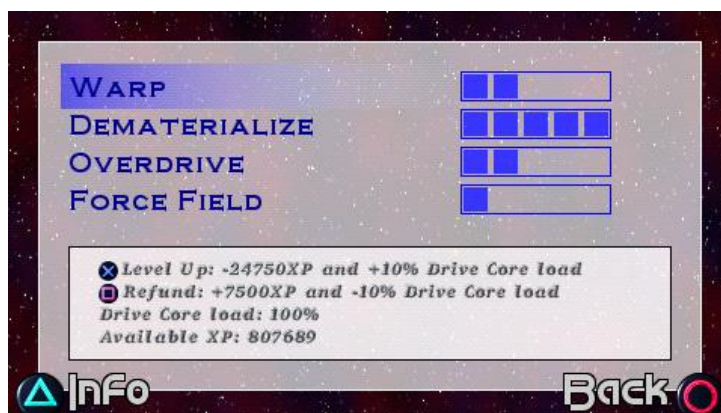 WARP
DEMATERIALIZE
OVERDRIVE
FORCE FIELD
Level Up: -24750XP and +10% Drive Core load
Refund: +7500XP and -10% Drive Core load
Drive Core load: 100%
Available XP: 807689
Info
Back